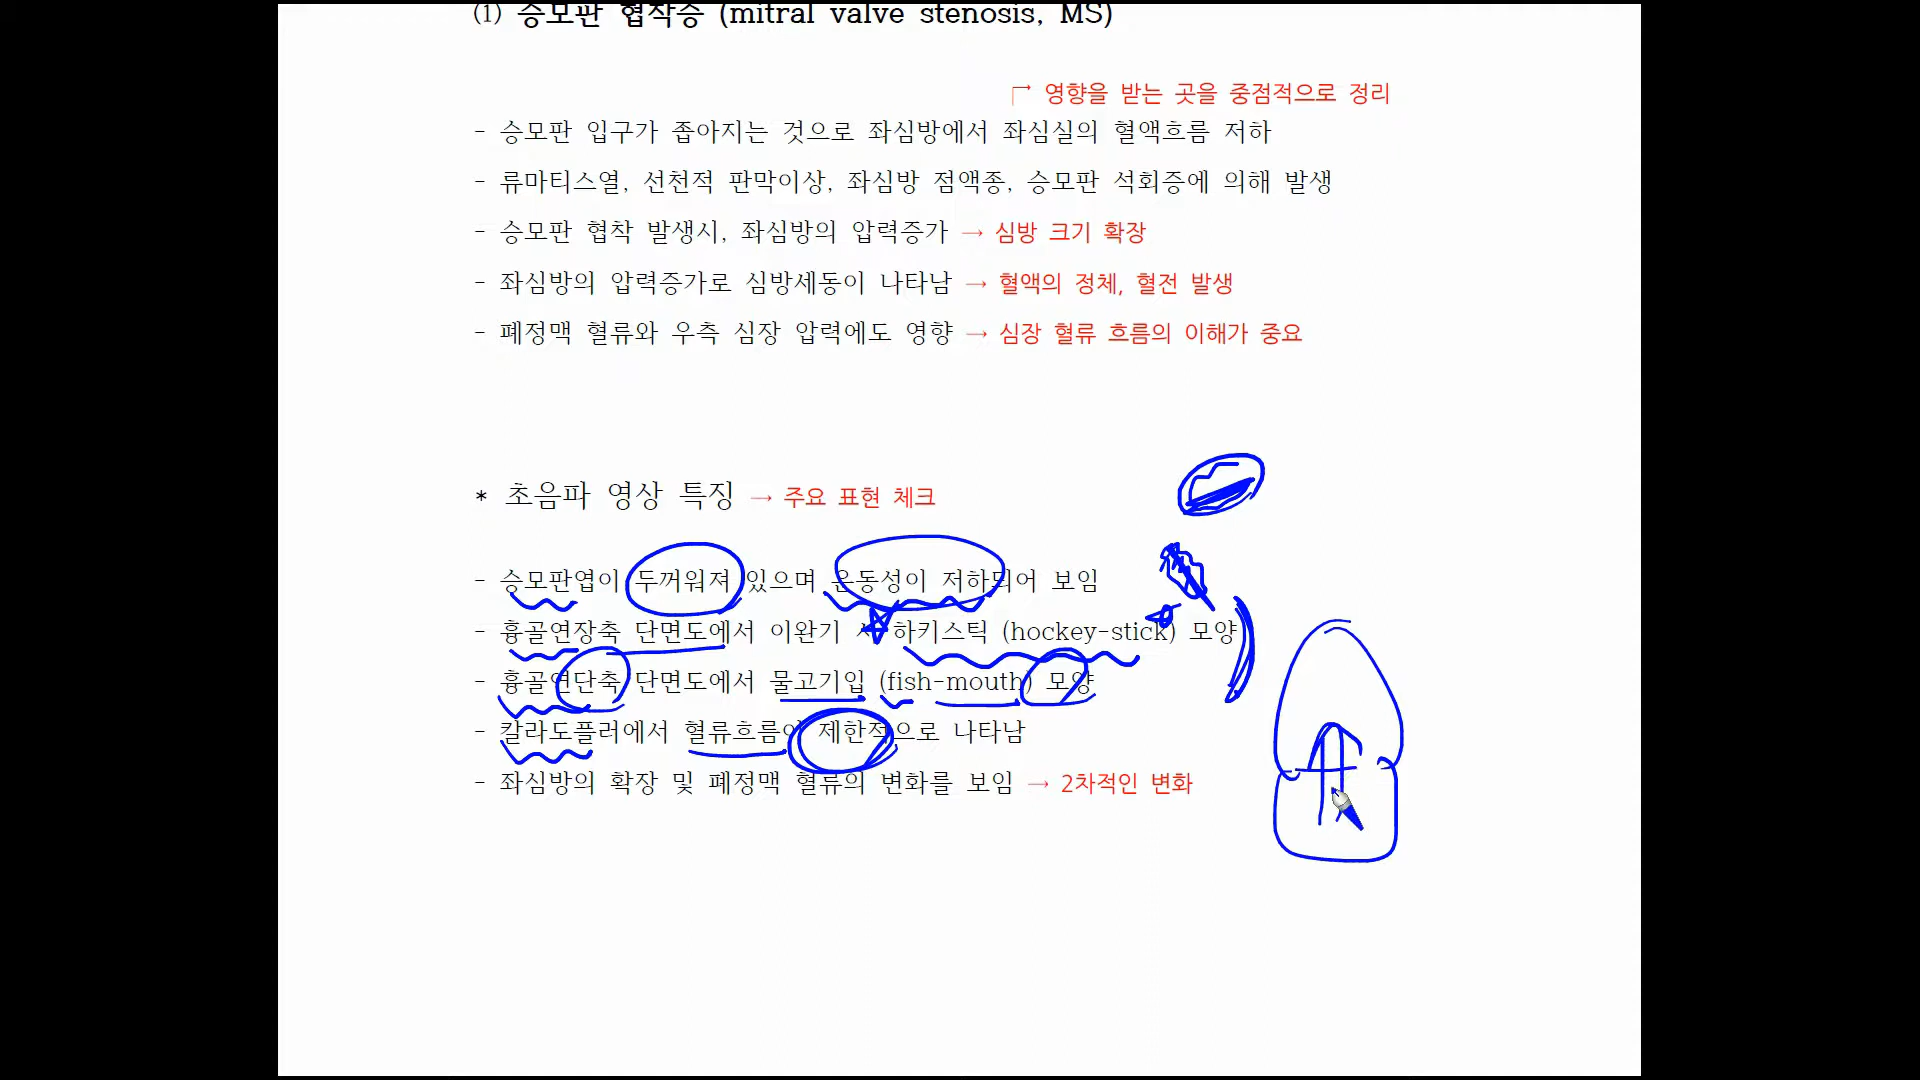 (1) 승모판 협착증 (mitral valve stenosis, MS)
┌→ 영향을 받는 곳을 중점적으로 정리
- 승모판 입구가 좁아지는 것으로 좌심방에서 좌심실의 혈액흐름 저하
- 류마티스열, 선천적 판막이상, 좌심방 점액종, 승모판 석회증에 의해 발생
- 승모판 협착 발생시, 좌심방의 압력증가 → 심방 크기 확장
- 좌심방의 압력증가로 심방세동이 나타남 → 혈액의 정체, 혈전 발생
- 폐정맥 혈류와 우측 심장 압력에도 영향 → 심장 혈류 흐름의 이해가 중요
* 초음파 영상 특징 → 주요 표현 체크
- 승모판엽이 두꺼워져 있으며 운동성이 저하되어 보임
- 흉골연장축 단면도에서 이완기 시 하키스틱 (hockey-stick) 모양
- 흉골연단축 단면도에서 물고기입 (fish-mouth) 모양
- 칼라도플러에서 혈류흐름이 제한적으로 나타남
- 좌심방의 확장 및 폐정맥 혈류의 변화를 보임 → 2차적인 변화